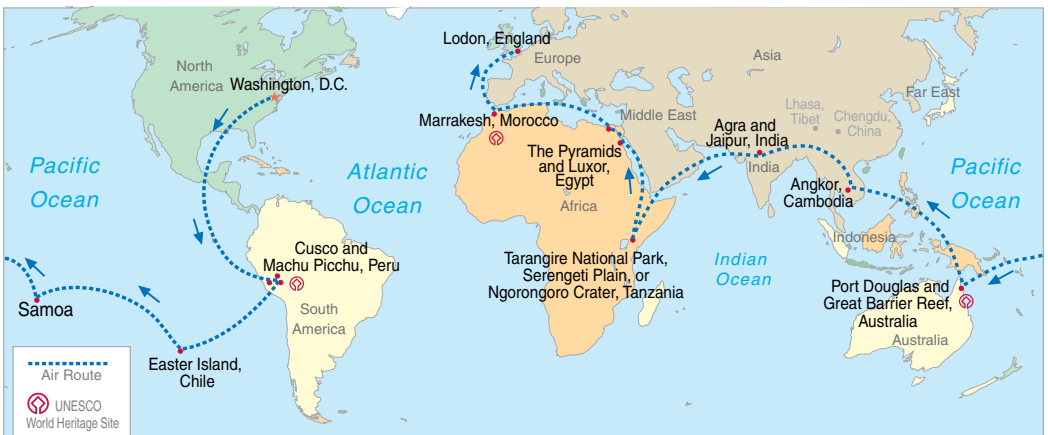 North
America
Washington, D.C.
Pacific
Ocean
Atlantic
Ocean
Cusco and
Machu Picchu, Peru
South
America
Samoa
Easter Island,
Chile
Air Route
UNESCO
World Heritage Site
Lodon, England
Europe
Asia
Marrakesh, Morocco
Middle East
The Pyramids
and Luxor,
Egypt
Africa
Tarangire National Park,
Serengeti Plain, or
Ngorongoro Crater, Tanzania
Agra and
Jaipur, India
India
Lhasa,
Tibet
Chengdu,
China
Far East
Angkor,
Cambodia
Indonesia
Indian
Ocean
Pacific
Ocean
Port Douglas and
Great Barrier Reef,
Australia
Australia